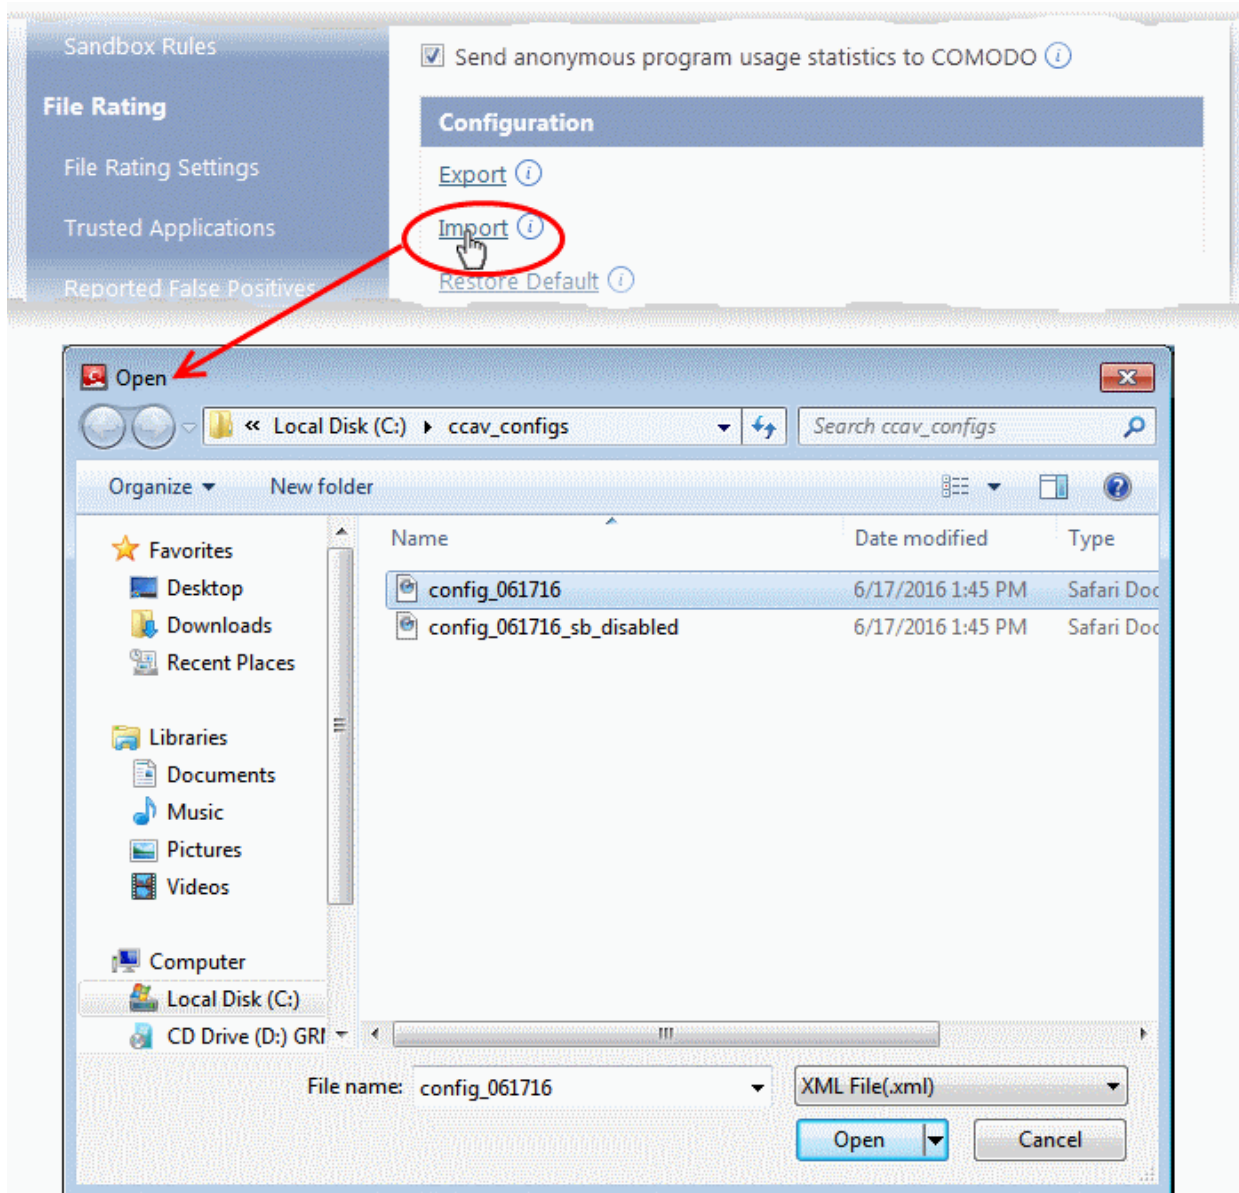 Sandbox Rules
Send anonymous program usage statistics to COMODO
File Rating
Configuration
File Rating Settings
Export
Trusted Applications
Import
Reported False Positives
Restore Default
Open
« Local Disk (C:) ccav_configs
Search ccav_configs
Organize
New folder
Name
Date modified
Type
Favorites
Desktop
config_061716
6/17/2016 1:45 PM
Safari Doc
Downloads
config_061716_sb_disabled
6/17/2016 1:45 PM
Safari Doc
Recent Places
Libraries
Documents
Music
Pictures
Videos
Computer
Local Disk (C:)
CD Drive (D:) GRM
File name: config_061716
XML File(.xml)
Open
Cancel